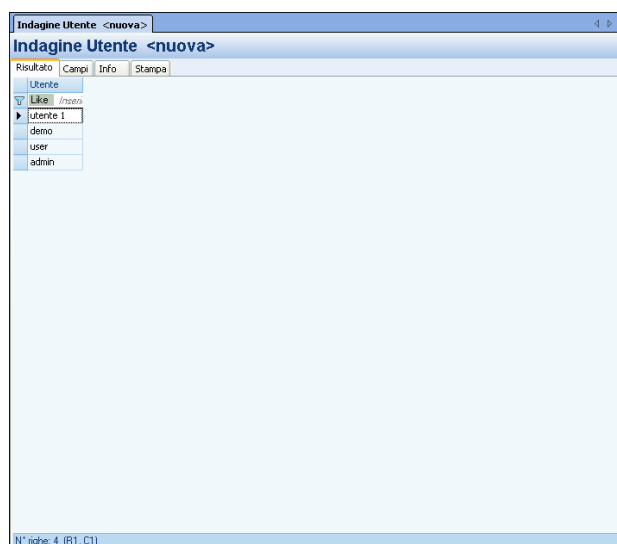 Indagine Utente <nuova>
Indagine Utente <nuova>
Risultato Campi Info Stampa
Utente
Like Inseri
utente 1
demo
user
admin
N° righe: 4 (R1, C1)